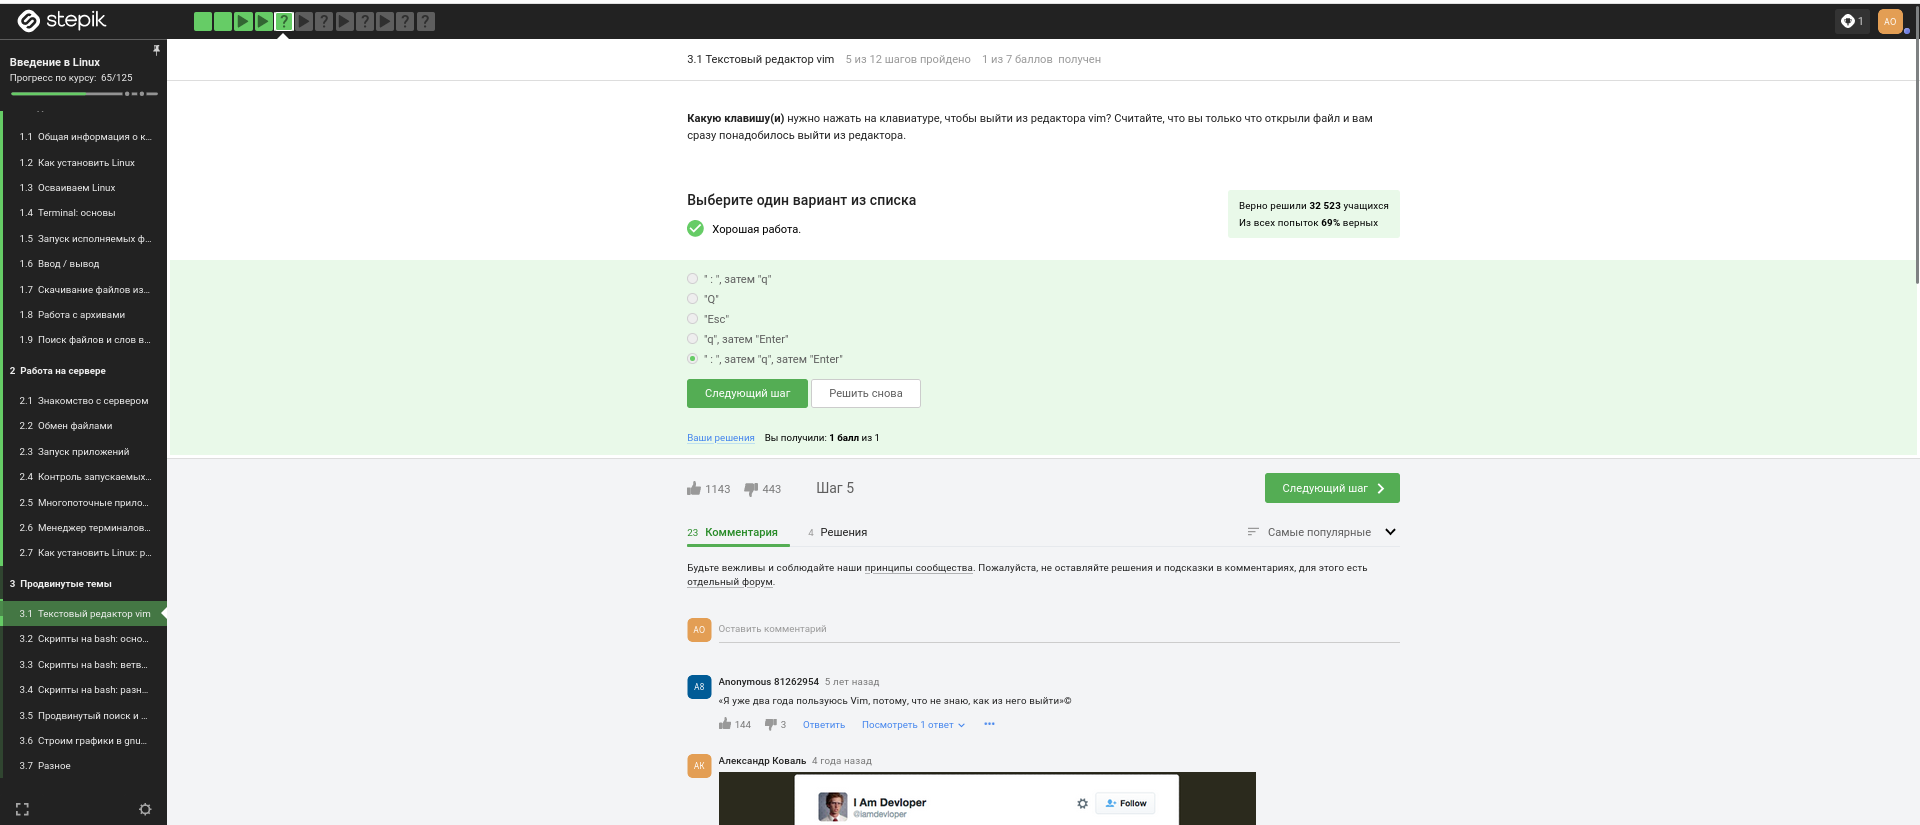 stepik
? ? ? ? ?
1
AO
Введение в Linux
Прогресс по курсу: 65/125
1.1 Общая информация о к...
1.2 Как установить Linux
1.3 Осваиваем Linux
1.4 Terminal: основы
1.5 Запуск исполняемых ф...
1.6 Ввод / вывод
1.7 Скачивание файлов из...
1.8 Работа с архивами
1.9 Поиск файлов и слов в...
2 Работа на сервере
2.1 Знакомство с сервером
2.2 Обмен файлами
2.3 Запуск приложений
2.4 Контроль запускаемых...
2.5 Многопоточные прило...
2.6 Менеджер терминалов...
2.7 Как установить Linux: р...
3 Продвинутые темы
3.1 Текстовый редактор vim
3.2 Скрипты на bash: осно...
3.3 Скрипты на bash: ветв...
3.4 Скрипты на bash: разн...
3.5 Продвинутый поиск и ...
3.6 Строим графики в gnu...
3.7 Разное
3.1 Текстовый редактор vim 5 из 12 шагов пройдено 1 из 7 баллов получен
Какую клавишу(и) нужно нажать на клавиатуре, чтобы выйти из редактора vim? Считайте, что вы только что открыли файл и вам
сразу понадобилось выйти из редактора.
Выберите один вариант из списка
Хорошая работа.
Верно решили 32 523 учащихся
Из всех попыток 69% верных
" : ", затем "q"
"Q"
"Esc"
"q", затем "Enter"
" : ", затем "q", затем "Enter"
Следующий шаг Решить снова
Ваши решения Вы получили: 1 балл из 1
1143 443 Шаг 5 Следующий шаг
23 Комментария 4 Решения Самые популярные
Будьте вежливы и соблюдайте наши принципы сообщества. Пожалуйста, не оставляйте решения и подсказки в комментариях, для этого есть
отдельный форум.
AO Оставить комментарий
A8 Anonymous 81262954 5 лет назад
«Я уже два года пользуюсь Vim, потому, что не знаю, как из него выйти»©
144 3 Ответить Посмотреть 1 ответ •••
АК Александр Коваль 4 года назад
I Am Devloper
@iamdevloper
Follow